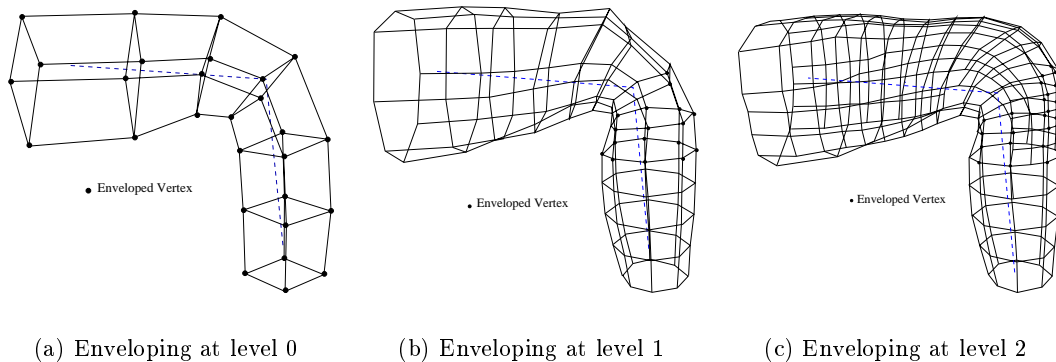 Enveloped Vertex
Enveloped Vertex
Enveloped Vertex
(a) Enveloping at level 0
(b) Enveloping at level 1
(c) Enveloping at level 2